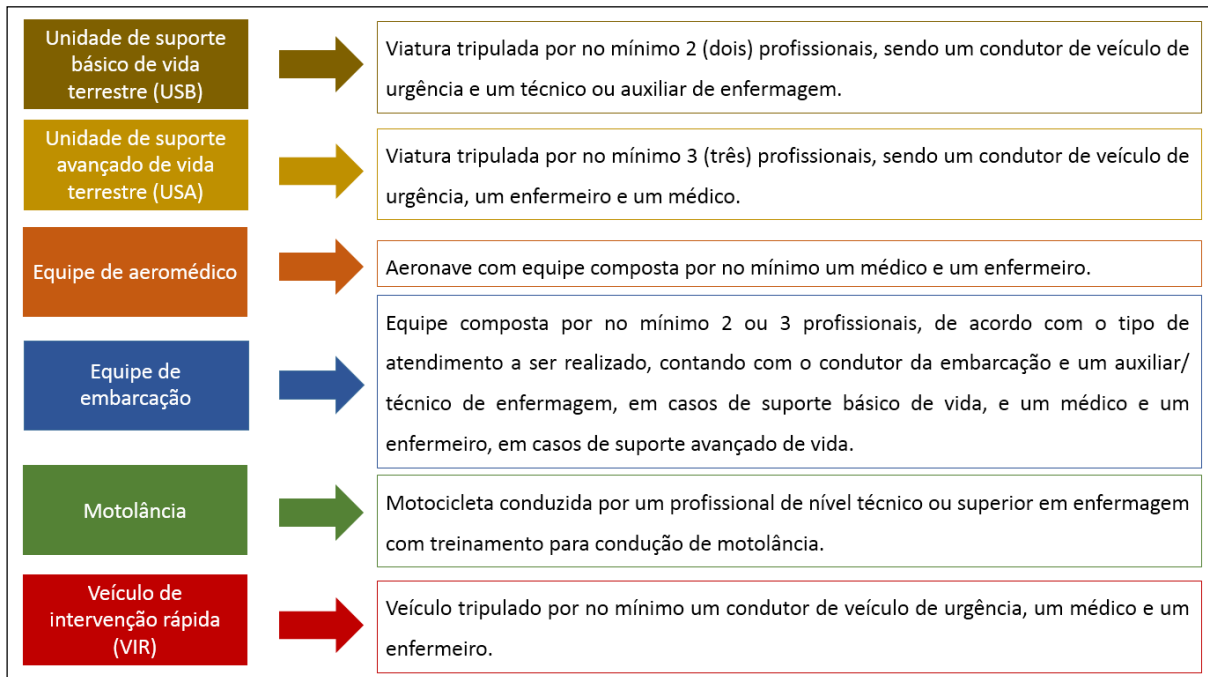 Unidade de suporte
básico de vida
terrestre (USB)
Viatura tripulada por no mínimo 2 (dois) profissionais, sendo um condutor de veículo de
urgência e um técnico ou auxiliar de enfermagem.
Unidade de suporte
avançado de vida
terrestre (USA)
Viatura tripulada por no mínimo 3 (três) profissionais, sendo um condutor de veículo de
urgência, um enfermeiro e um médico.
Equipe de aeromédico
Aeronave com equipe composta por no mínimo um médico e um enfermeiro.
Equipe de
embarcação
Equipe composta por no mínimo 2 ou 3 profissionais, de acordo com o tipo de
atendimento a ser realizado, contando com o condutor da embarcação e um auxiliar/
técnico de enfermagem, em casos de suporte básico de vida, e um médico e um
enfermeiro, em casos de suporte avançado de vida.
Motolância
Motocicleta conduzida por um profissional de nível técnico ou superior em enfermagem
com treinamento para condução de motolância.
Veículo de
intervenção rápida
(VIR)
Veículo tripulado por no mínimo um condutor de veículo de urgência, um médico e um
enfermeiro.